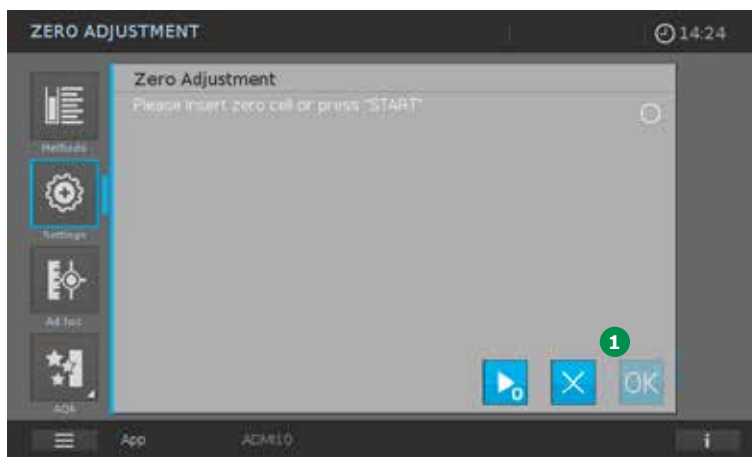 ZERO ADJUSTMENT
14:24
Zero Adjustment
Please insert zero cell or press "START"
Methods
Settings
Ad hoc
AQA
1
0
OK
App
ADMI10
i